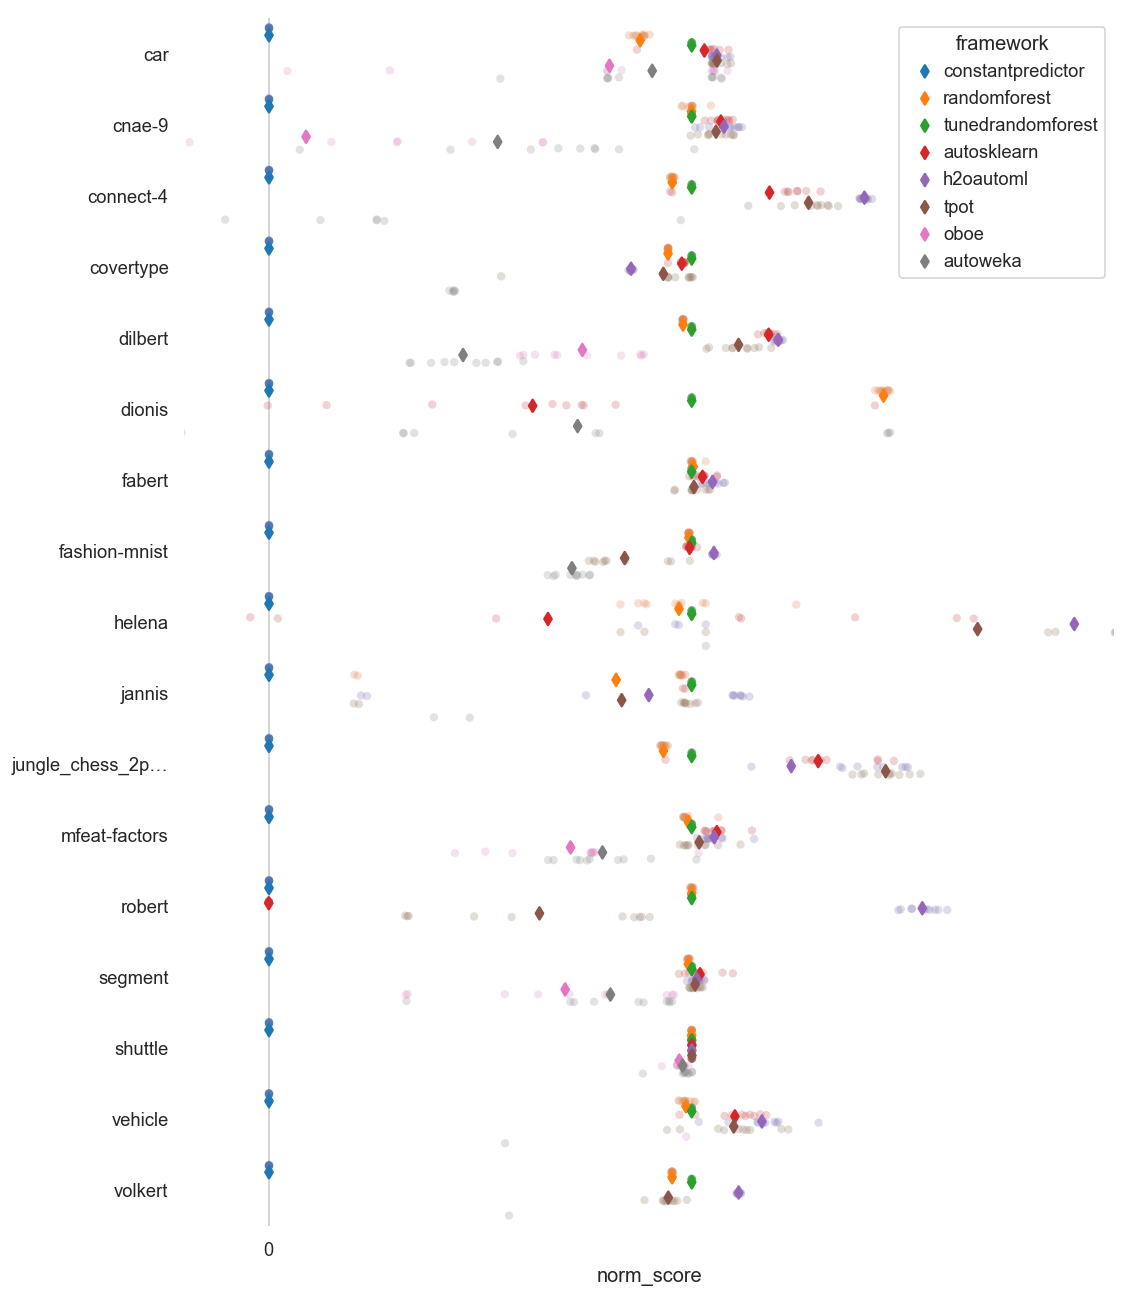 car
cnae-9
connect-4
covertype
dilbert
dionis
fabert
fashion-mnist
helena
jannis
jungle_chess_2p…
mfeat-factors
robert
segment
shuttle
vehicle
volkert
framework
constantpredictor
randomforest
tunedrandomforest
autosklearn
h2oautoml
tpot
oboe
autoweka
0
norm_score